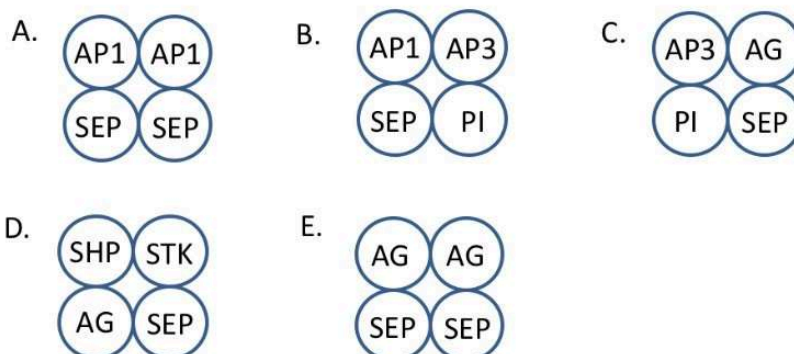 A. AP1 AP1 B. AP1 AP3 C. AP3 AG
SEP SEP SEP PI PI SEP
D. SHP STK E. AG AG
AG SEP SEP SEP